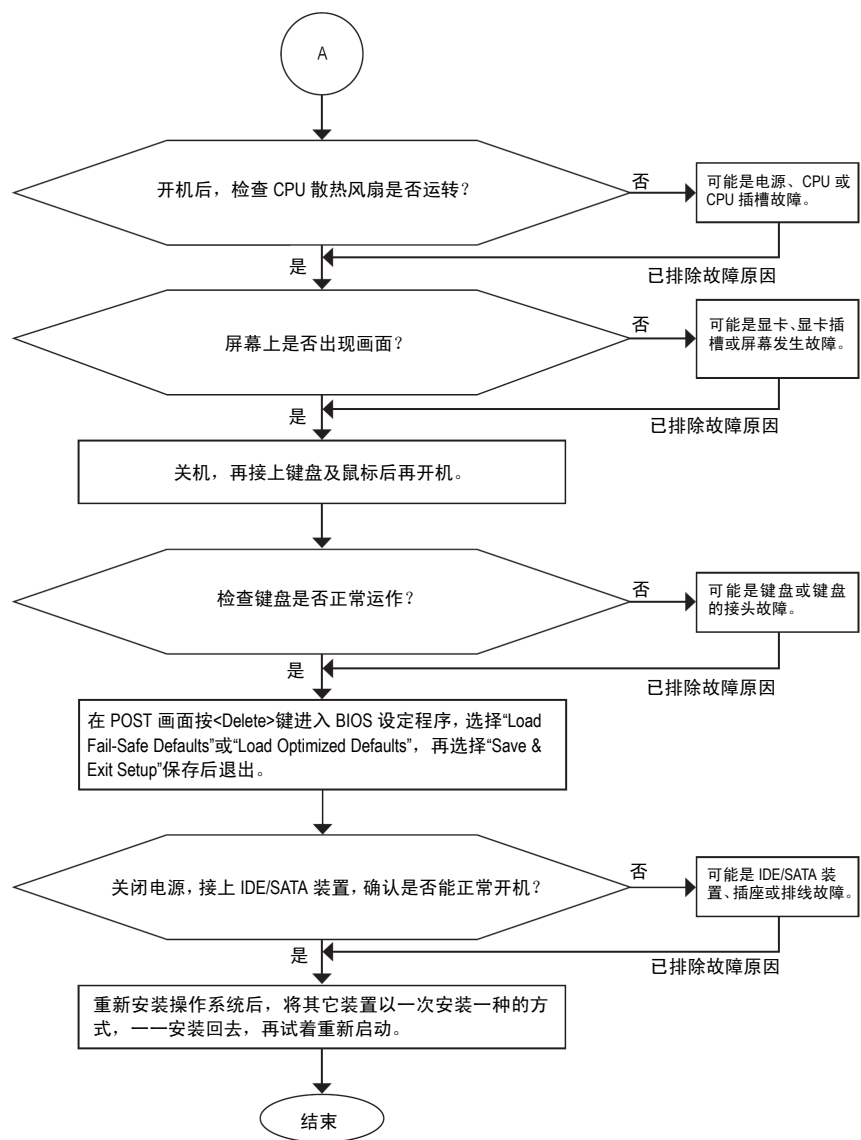 A
开机后，检查 CPU 散热风扇是否运转？
否
可能是电源、CPU 或
CPU 插槽故障。
是
已排除故障原因
屏幕上是否出现画面？
否
可能是显卡、显卡插
槽或屏幕发生故障。
是
已排除故障原因
关机，再接上键盘及鼠标后再开机。
检查键盘是否正常运作？
否
可能是键盘或键盘
的接头故障。
是
已排除故障原因
在 POST 画面按<Delete>键进入 BIOS 设定程序，选择“Load
Fail-Safe Defaults”或“Load Optimized Defaults”，再选择“Save &
Exit Setup”保存后退出。
关闭电源，接上 IDE/SATA 装置，确认是否能正常开机？
否
可能是 IDE/SATA 装
置、插座或排线故障。
是
已排除故障原因
重新安装操作系统后，将其它装置以一次安装一种的方
式，一一安装回去，再试着重新启动。
结束